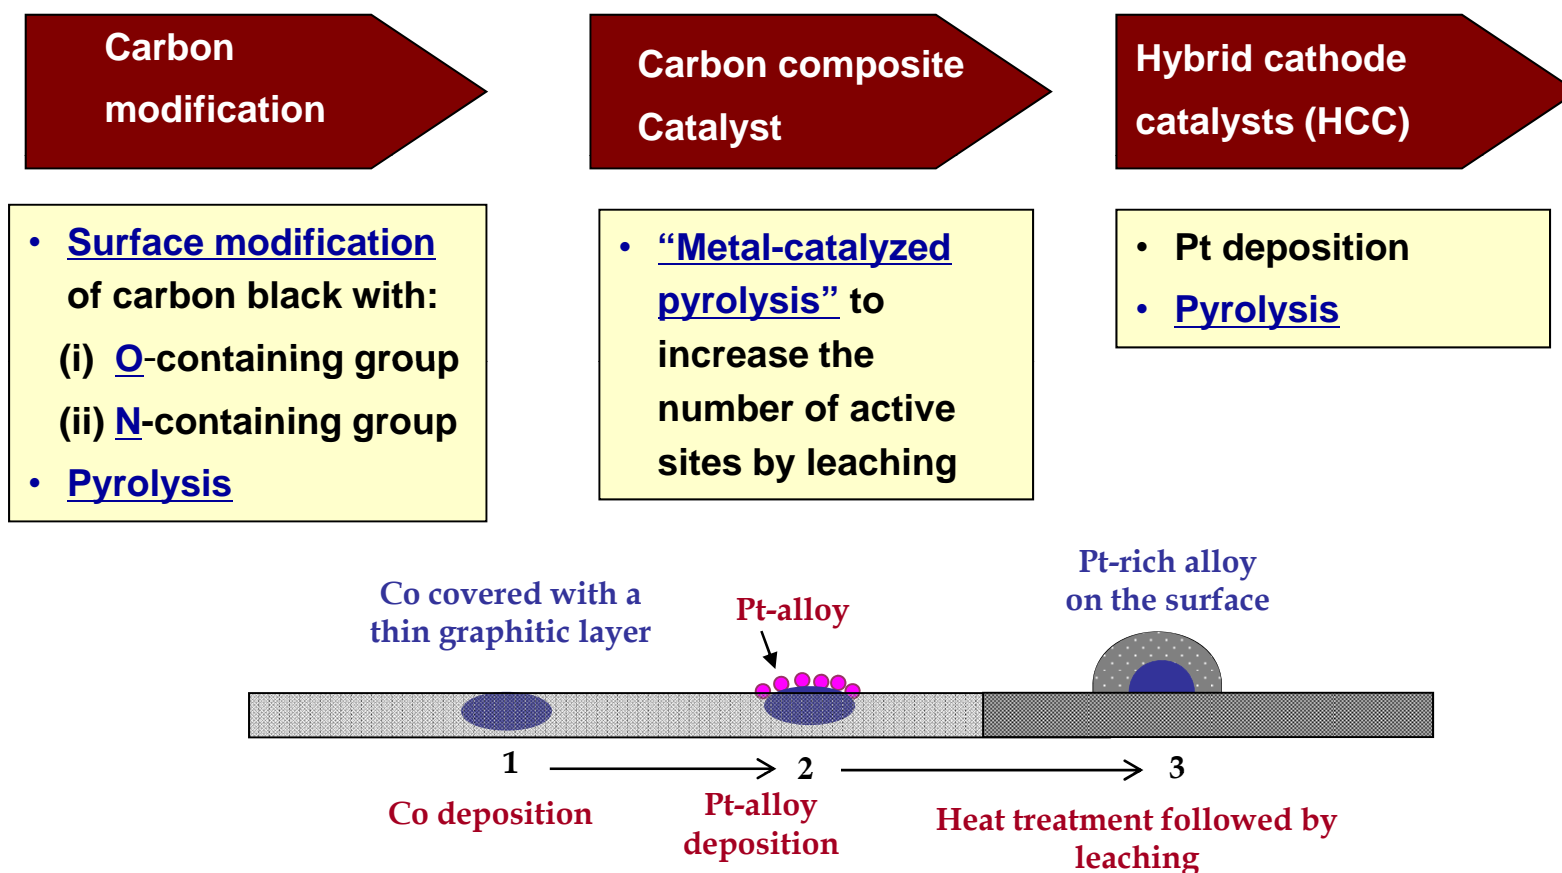 Carbon
modification
Carbon composite
Catalyst
Hybrid cathode
catalysts (HCC)
• Surface modification
of carbon black with:
(i) O-containing group
(ii) N-containing group
• Pyrolysis
• “Metal-catalyzed
pyrolysis” to
increase the
number of active
sites by leaching
• Pt deposition
• Pyrolysis
Co covered with a
thin graphitic layer
Pt-alloy
Pt-rich alloy
on the surface
1
2
3
Co deposition
Pt-alloy
deposition
Heat treatment followed by
leaching